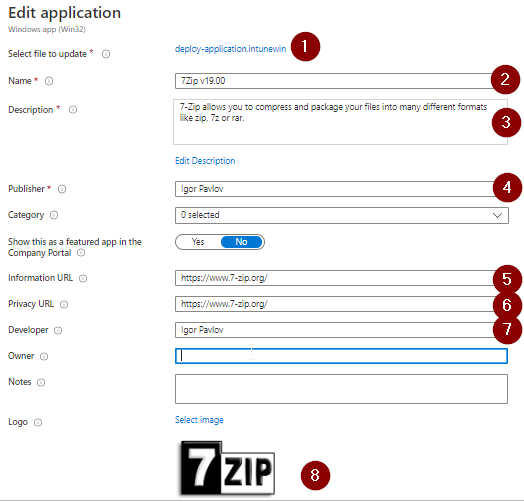 Edit application
Windows app (Win32)
Select file to update * deploy-application.intunewin 1
Name * 7Zip v19.00 2
Description * 7-Zip allows you to compress and package your files into many different formats
like zip, 7z or rar. 3
Edit Description
Publisher * Igor Pavlov 4
Category 0 selected
Show this as a featured app in the
Company Portal Yes No
Information URL https://www.7-zip.org/ 5
Privacy URL https://www.7-zip.org/ 6
Developer Igor Pavlov 7
Owner
Notes
Logo Select image
7ZIP 8